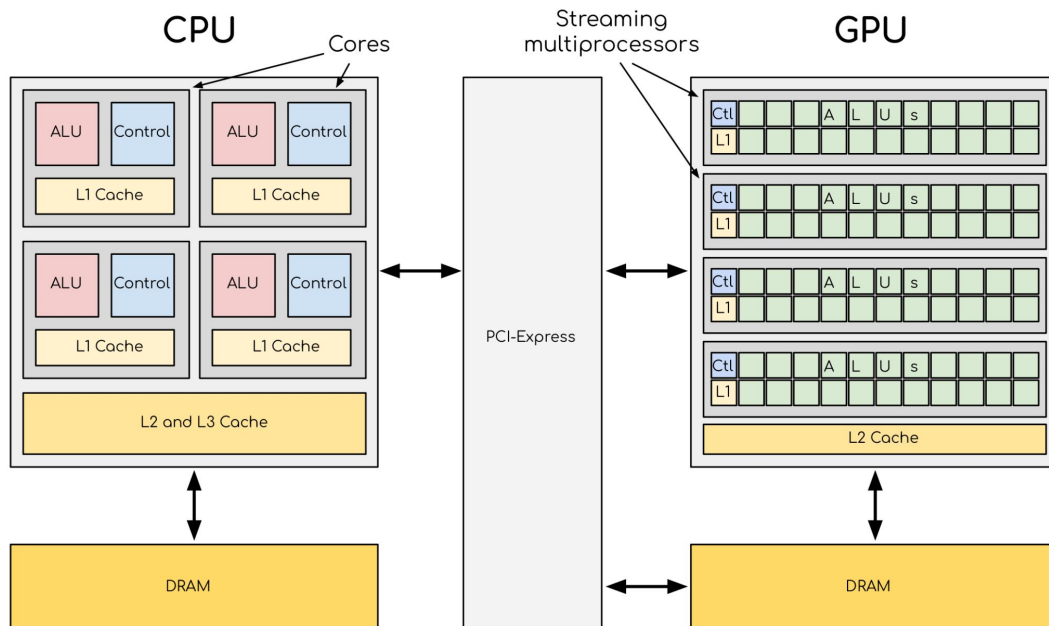 CPU
Cores
Streaming
multiprocessors
GPU
ALU
Control
L1 Cache
ALU
Control
L1 Cache
ALU
Control
L1 Cache
ALU
Control
L1 Cache
L2 and L3 Cache
DRAM
PCI-Express
Ctl A L U s
L1
Ctl A L U s
L1
Ctl A L U s
L1
Ctl A L U s
L1
L2 Cache
DRAM